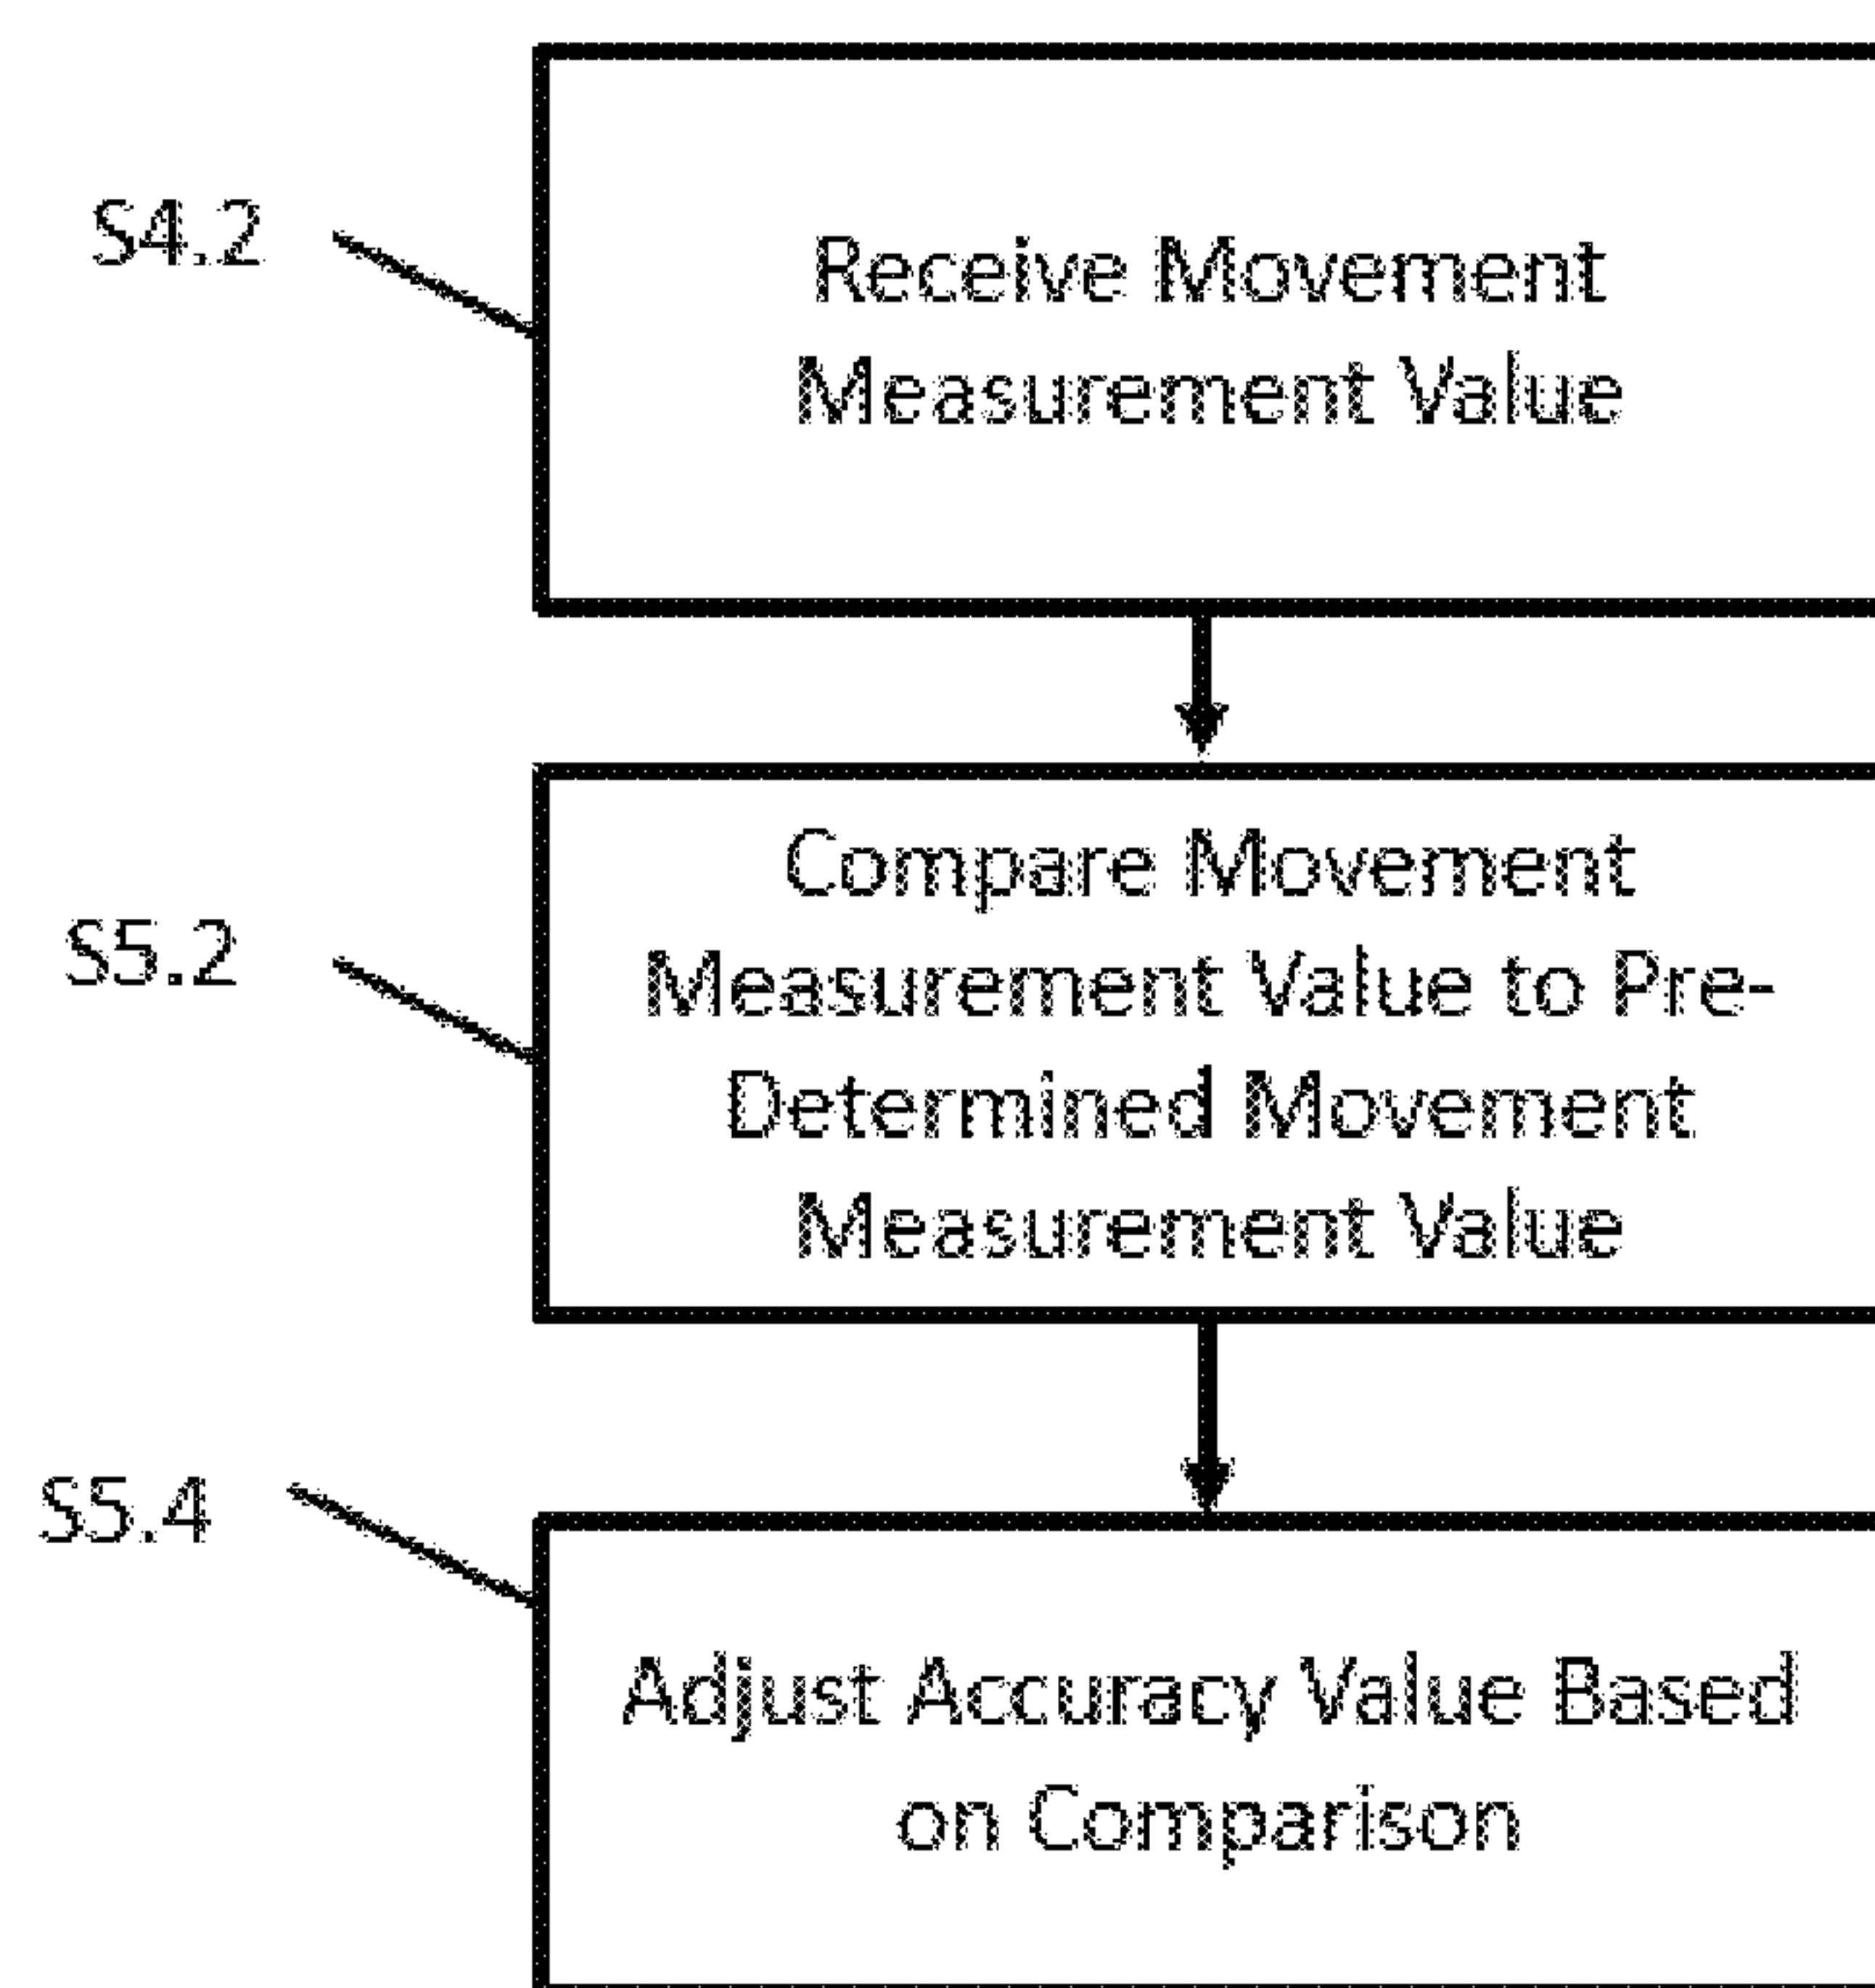 S4.2
Receive Movement
Measurement Value
S5.2
Compare Movement
Measurement Value to Pre-
Determined Movement
Measurement Value
S5.4
Adjust Accuracy Value Based
on Comparison